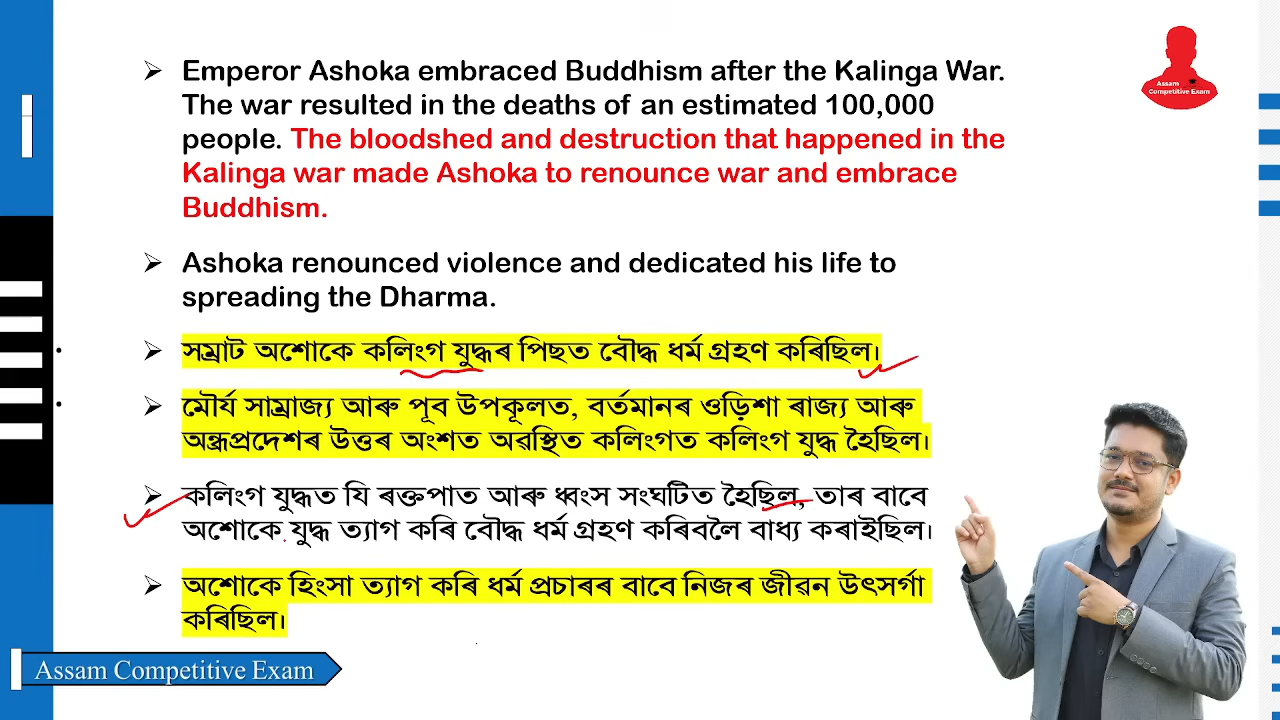 Emperor Ashoka embraced Buddhism after the Kalinga War.
The war resulted in the deaths of an estimated 100,000
people. The bloodshed and destruction that happened in the
Kalinga war made Ashoka to renounce war and embrace
Buddhism.
Assam
Competitive Exam
Ashoka renounced violence and dedicated his life to
spreading the Dharma.
সম্ৰাট অশোকে কলিংগ যুদ্ধৰ পিছত বৌদ্ধ ধৰ্ম গ্ৰহণ কৰিছিল।
মৌৰ্য সাম্ৰাজ্য আৰু পূব উপকূলত, বৰ্তমানৰ ওড়িশা ৰাজ্য আৰু
অন্ধ্ৰপ্ৰদেশৰ উত্তৰ অংশত অৱস্থিত কলিংগত কলিংগ যুদ্ধ হৈছিল।
কলিংগ যুদ্ধত যি ৰক্তপাত আৰু ধ্বংস সংঘটিত হৈছিল, তাৰ বাবে
অশোকে যুদ্ধ ত্যাগ কৰি বৌদ্ধ ধৰ্ম গ্ৰহণ কৰিবলৈ বাধ্য কৰাইছিল।
অশোকে হিংসা ত্যাগ কৰি ধৰ্ম প্ৰচাৰৰ বাবে নিজৰ জীৱন উৎসৰ্গা
কৰিছিল।
Assam Competitive Exam